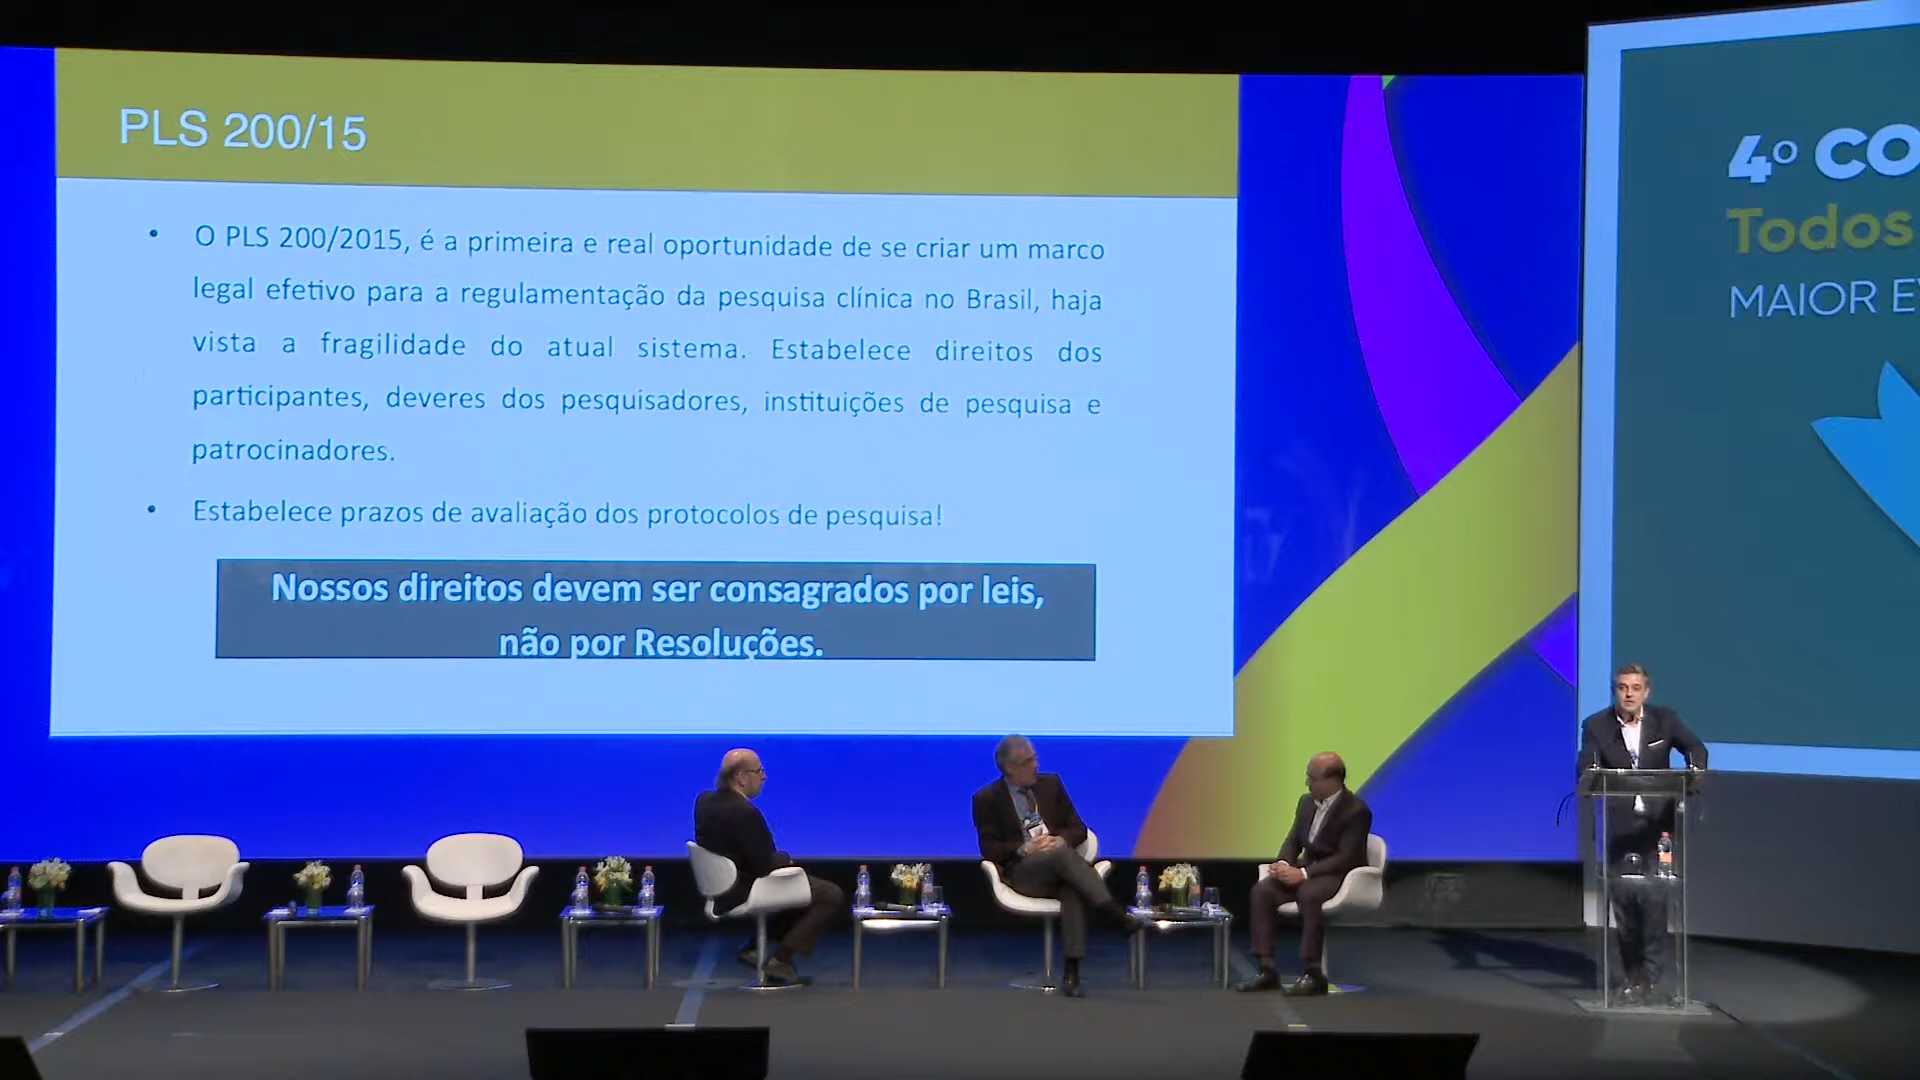 PLS 200/15
• O PLS 200/2015, é a primeira e real oportunidade de se criar um marco
legal efetivo para a regulamentação da pesquisa clínica no Brasil, haja
vista a fragilidade do atual sistema. Estabelece direitos dos
participantes, deveres dos pesquisadores, instituições de pesquisa e
patrocinadores.
• Estabelece prazos de avaliação dos protocolos de pesquisa!
Nossos direitos devem ser consagrados por leis,
não por Resoluções.
4º CO
Todos
MAIOR E